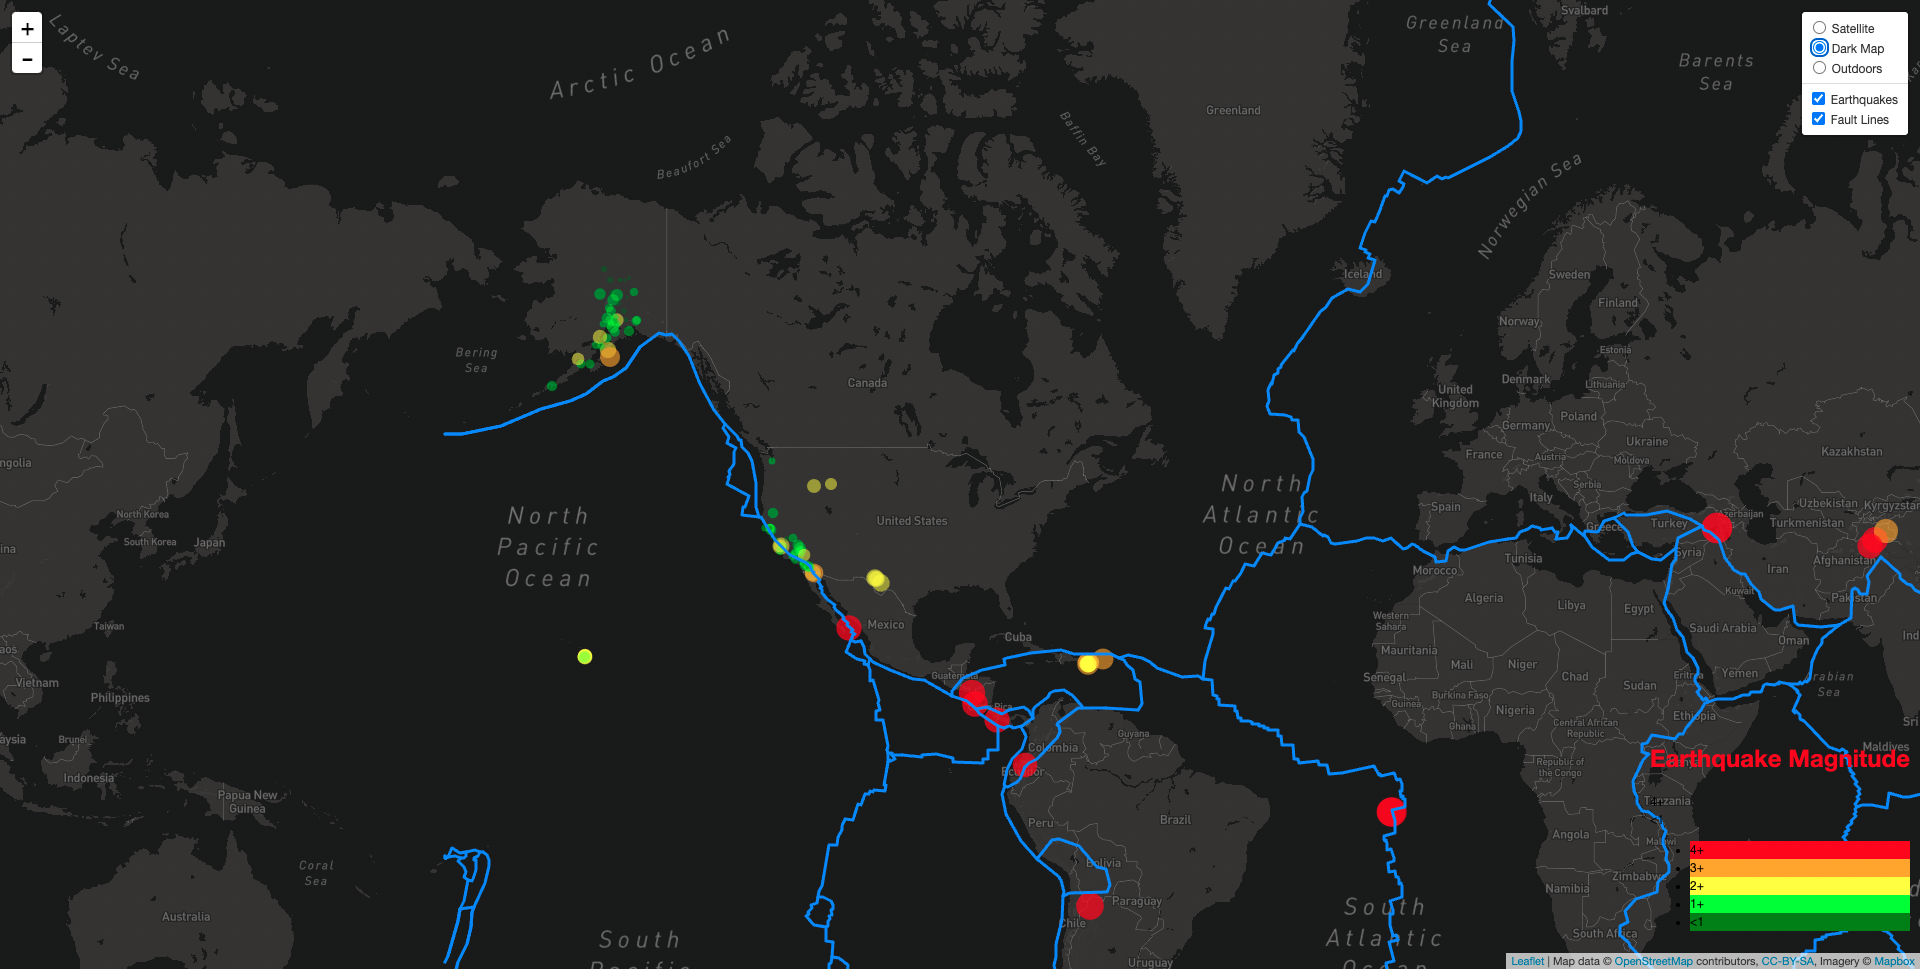 +
-
Laptev Sea
Arctic Ocean
Beaufort Sea
Baffin Bay
Greenland
Greenland
Sea
Svalbard
Barents
Sea
Norwegian Sea
Satellite
Dark Map
Outdoors
Earthquakes
Fault Lines
Iceland
Sweden
Finland
Norway
Estonia
Bering
Sea
Canada
Denmark
Lithuania
United
Kingdom
Poland
Germany
Ukraine
Kazakhstan
France
Austria
Moldova
ngolia
Serbia
North
Atlantic
Ocean
Italy
Spain
Uzbekistan
Kyrgyzstan
North Korea
South Korea
Japan
ina
North
Pacific
Ocean
United States
Greece
Turkey
Azerbaijan
Turkmenistan
Syria
Afghanistan
Tunisia
Morocco
Iran
Algeria
Libya
Egypt
Kuwait
Pakistan
Taiwan
Mexico
Cuba
Western
Sahara
Saudi Arabia
Oman
Ind
aos
Mauritania
Mali
Niger
Chad
Sudan
Eritrea
Yemen
Arabian
Sea
Vietnam
Philippines
Guatemala
Senegal
Burkina Faso
Guinea
Ghana
Nigeria
Central African
Republic
Ethiopia
Sri
Rica
aysia
Brunei
Indonesia
Papua New
Guinea
Colombia
Guyana
Ecuador
Maldives
Republic of
the Congo
Kenya
Earthquake Magnitude
Tanzania
Peru
Brazil
Angola
Malawi
Bolivia
Coral
Sea
Zimbabwe
Namibia
Paraguay
Australia
Chile
South
Atlantic
Ocean
South Africa
South
Pacific
Uruguay
4+
3+
2+
1+
<1
Leaflet | Map data © OpenStreetMap contributors, CC-BY-SA, Imagery © Mapbox